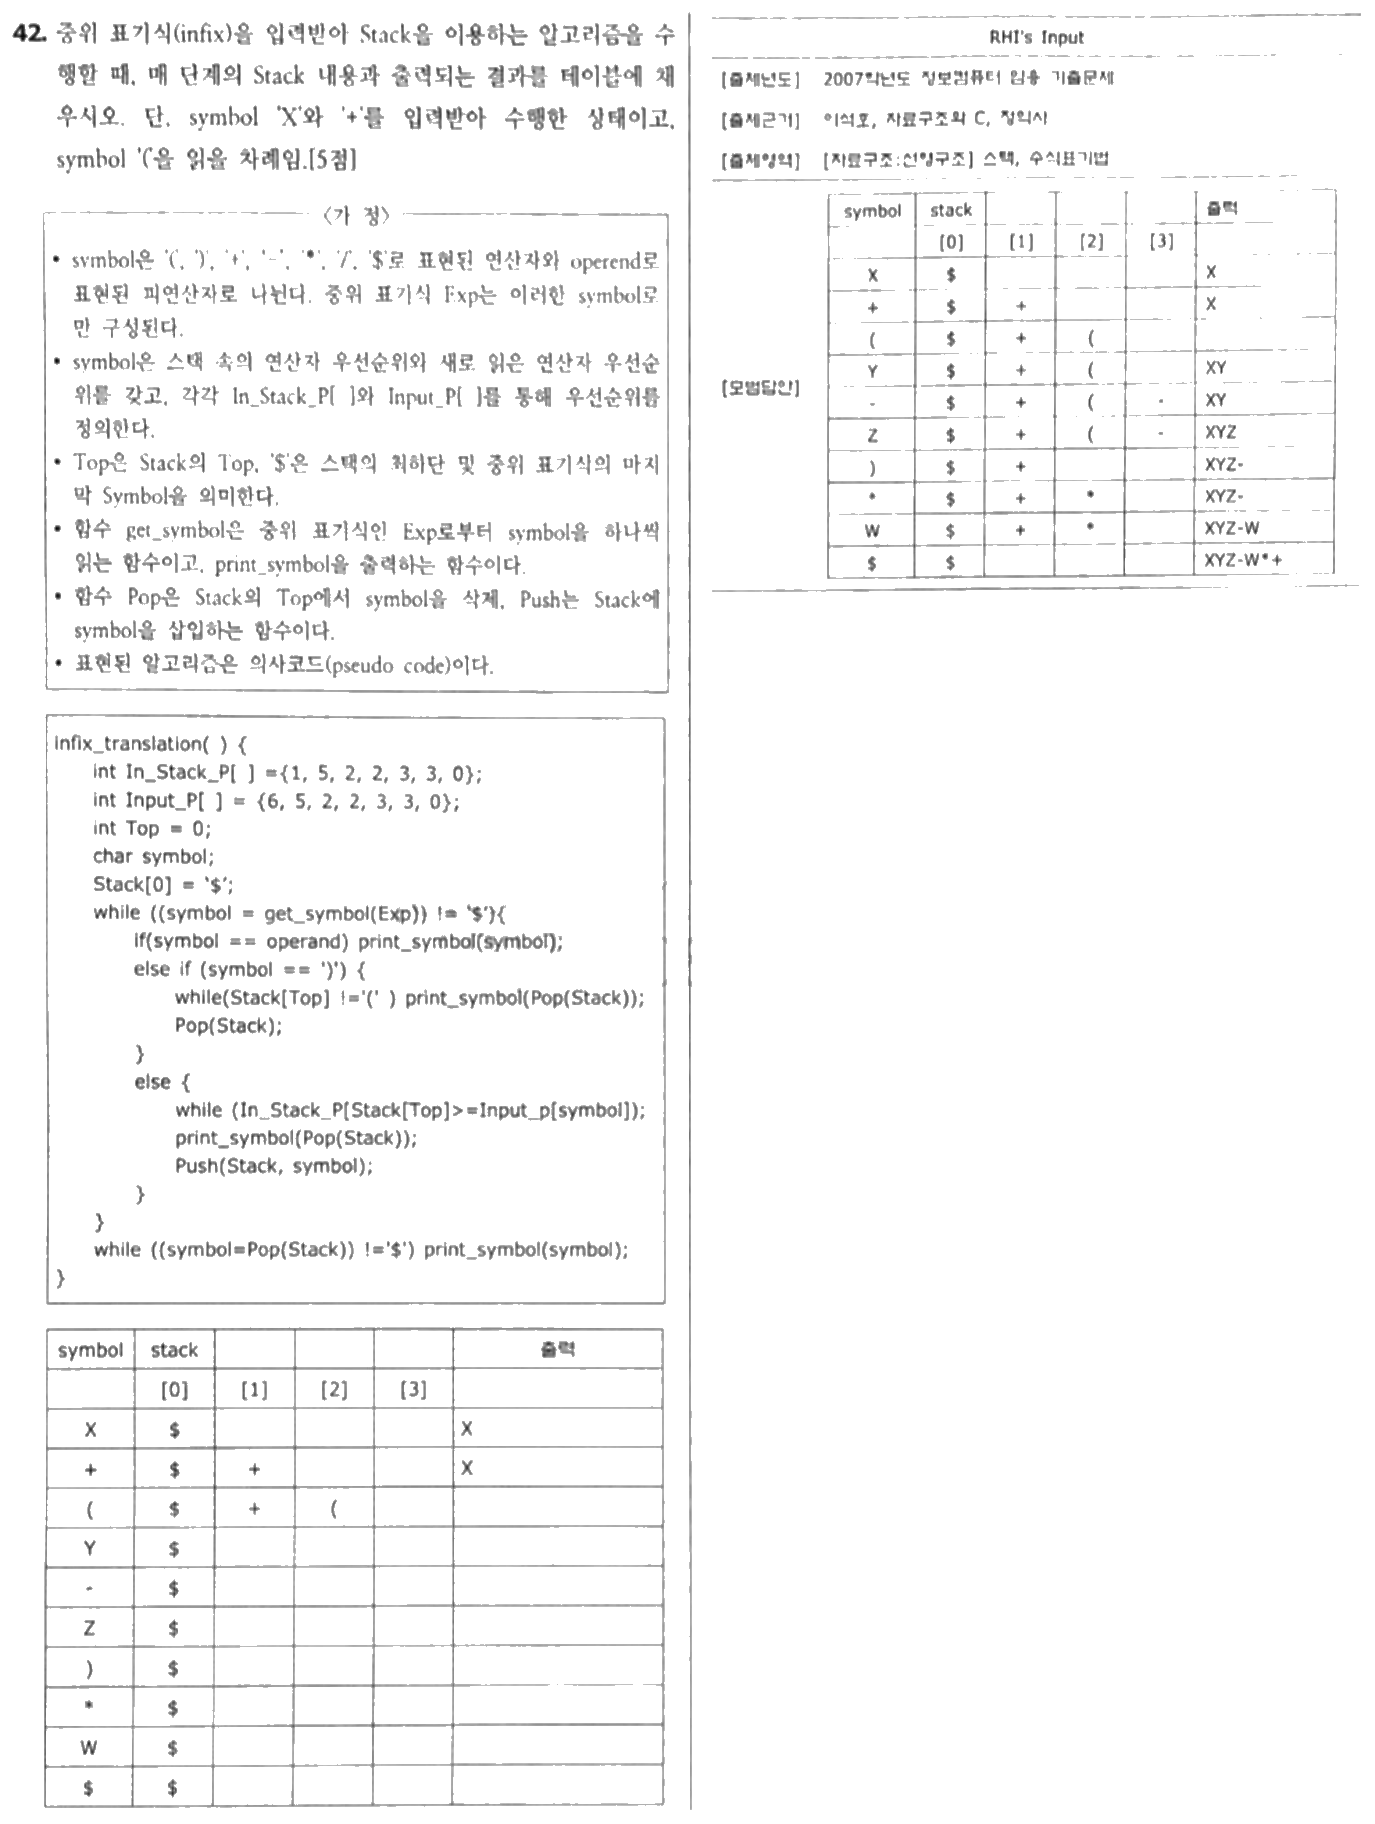 42. 중위 표기식(infix)을 입력받아 Stack을 이용하는 알고리즘을 수
행할 때, 매 단계의 Stack 내용과 출력되는 결과를 테이블에 채
우시오. 단, symbol 'X'와 '+'를 입력받아 수행한 상태이고,
symbol '('을 읽을 차례임.[5점]
〈가 정〉
• symbol은 '(, ')', '+', '-', '*', '/', '$'로 표현된 연산자와 operend로
표현된 피연산자로 나뉜다. 중위 표기식 Exp는 이러한 symbol로
만 구성된다.
• symbol은 스택 속의 연산자 우선순위와 새로 읽은 연산자 우선순
위를 갖고, 각각 In_Stack_P[ ]와 Input_P[ ]를 통해 우선순위를
정의한다.
• Top은 Stack의 Top, '$'은 스택의 최하단 및 중위 표기식의 마지
막 Symbol을 의미한다.
• 함수 get_symbol은 중위 표기식인 Exp로부터 symbol을 하나씩
읽는 함수이고, print_symbol을 출력하는 함수이다.
• 함수 Pop은 Stack의 Top에서 symbol을 삭제, Push는 Stack에
symbol을 삽입하는 함수이다.
• 표현된 알고리즘은 의사코드(pseudo code)이다.
infix_translation( ) {
int In_Stack_P[ ] ={1, 5, 2, 2, 3, 3, 0};
int Input_P[ ] = {6, 5, 2, 2, 3, 3, 0};
int Top = 0;
char symbol;
Stack[0] = '$';
while ((symbol = get_symbol(Exp)) != '$'){
if(symbol == operand) print_symbol(symbol);
else if (symbol == ')') {
while(Stack[Top] !='(' ) print_symbol(Pop(Stack));
Pop(Stack);
}
else {
while (In_Stack_P[Stack[Top]>=Input_p[symbol]);
print_symbol(Pop(Stack));
Push(Stack, symbol);
}
}
while ((symbol=Pop(Stack)) !='$') print_symbol(symbol);
}
symbol stack 출력
[0] [1] [2] [3]
X $ X
+ $ + X
( $ + (
Y $
- $
Z $
) $
* $
W $
$ $
RHI's Input
[출제년도] 2007학년도 정보컴퓨터 임용 기출문제
[출제근거] 이석호, 자료구조와 C, 정익사
[출제영역] [자료구조:선형구조] 스택, 수식표기법
[모범답안]
symbol stack 출력
[0] [1] [2] [3]
X $ X
+ $ + X
( $ + (
Y $ + ( XY
- $ + ( - XY
Z $ + ( - XYZ
) $ + XYZ-
* $ + * XYZ-
W $ + * XYZ-W
$ $ XYZ-W*+